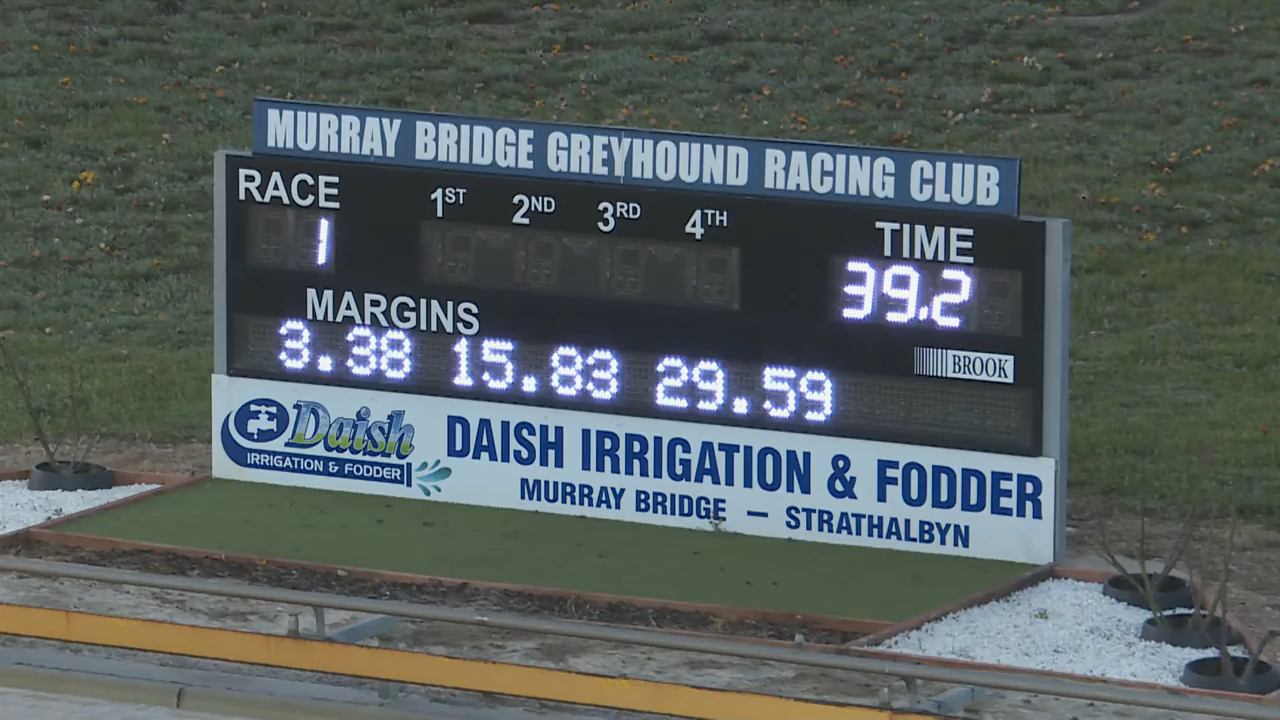 MURRAY BRIDGE GREYHOUND RACING CLUB
RACE 1ST 2ND 3RD 4TH TIME
1 39.2
MARGINS
3.38 15.83 29.59
BROOK
Daish
IRRIGATION & FODDER
DAISH IRRIGATION & FODDER
MURRAY BRIDGE — STRATHALBYN